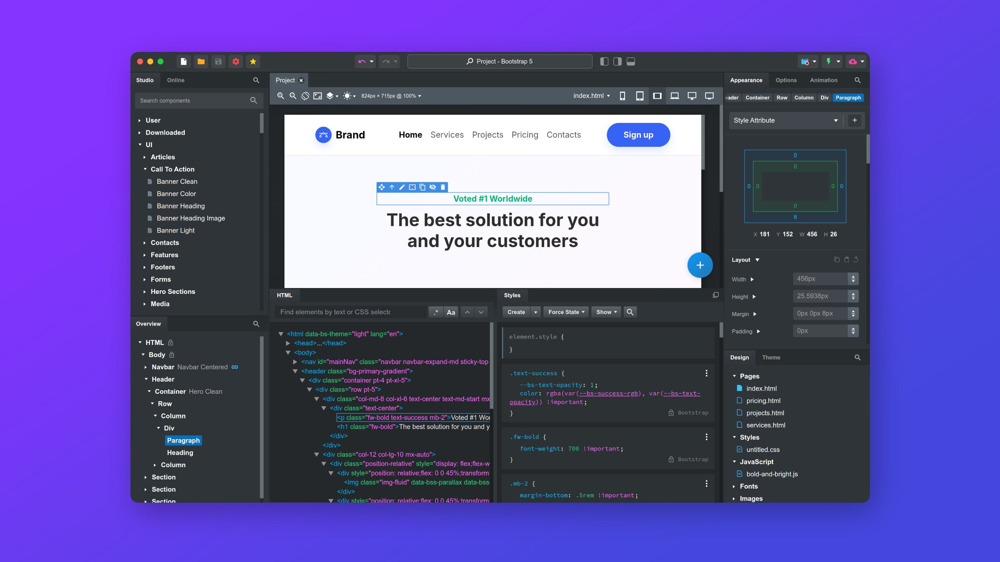 Project - Bootstrap 5
Studio
Online
Search components
User
Downloaded
UI
Articles
Call To Action
Banner Clean
Banner Color
Banner Heading
Banner Heading Image
Banner Light
Contacts
Features
Footers
Forms
Hero Sections
Media
Overview
HTML
Body
Navbar Navbar Centered
Header
Container Hero Clean
Row
Column
Div
Paragraph
Heading
Column
Section
Section
Section
Project
824px × 715px @ 100%
index.html
Brand
Home Services Projects Pricing Contacts
Sign up
Voted #1 Worldwide
The best solution for you
and your customers
HTML
Find elements by text or CSS selectc
.* Aa
<html data-bs-theme="light" lang="en">
<head>...</head>
<body>
<nav id="mainNav" class="navbar navbar-expand-md sticky-top
<header class="bg-primary-gradient">
<div class="container pt-4 pt-xl-5">
<div class="row pt-5">
<div class="col-md-8 col-xl-6 text-center text-md-start mx
<div class="text-center">
<p class="fw-bold text-success mb-2">Voted #1 Wor
<h1 class="fw-bold">The best solution for you and y
</div>
</div>
<div class="col-12 col-lg-10 mx-auto">
<div class="position-relative" style="display: flex;flex-w
<div style="position: relative;flex: 0 0 45%;transform:
<img class="img-fluid" data-bss-parallax data-bss-
</div>
<div style="position: relative;flex: 0 0 45%;transform:
Styles
Create Force State Show
element.style {
}
.text-success {
--bs-text-opacity: 1;
color: rgba(var(--bs-success-rgb), var(--bs-text-
opacity)) !important;
}
Bootstrap
.fw-bold {
font-weight: 700 !important;
}
Bootstrap
.mb-2 {
margin-bottom: .5rem !important;
Appearance
Options
Animation
eader Container Row Column Div Paragraph
Style Attribute
0
0
0 0 0 0
0
8
X 181 Y 152 W 456 H 26
Layout
Width 456px
Height 25.5938px
Margin 0px 0px 8px
Padding 0px
Design
Theme
Pages
index.html
pricing.html
projects.html
services.html
Styles
untitled.css
JavaScript
bold-and-bright.js
Fonts
Images